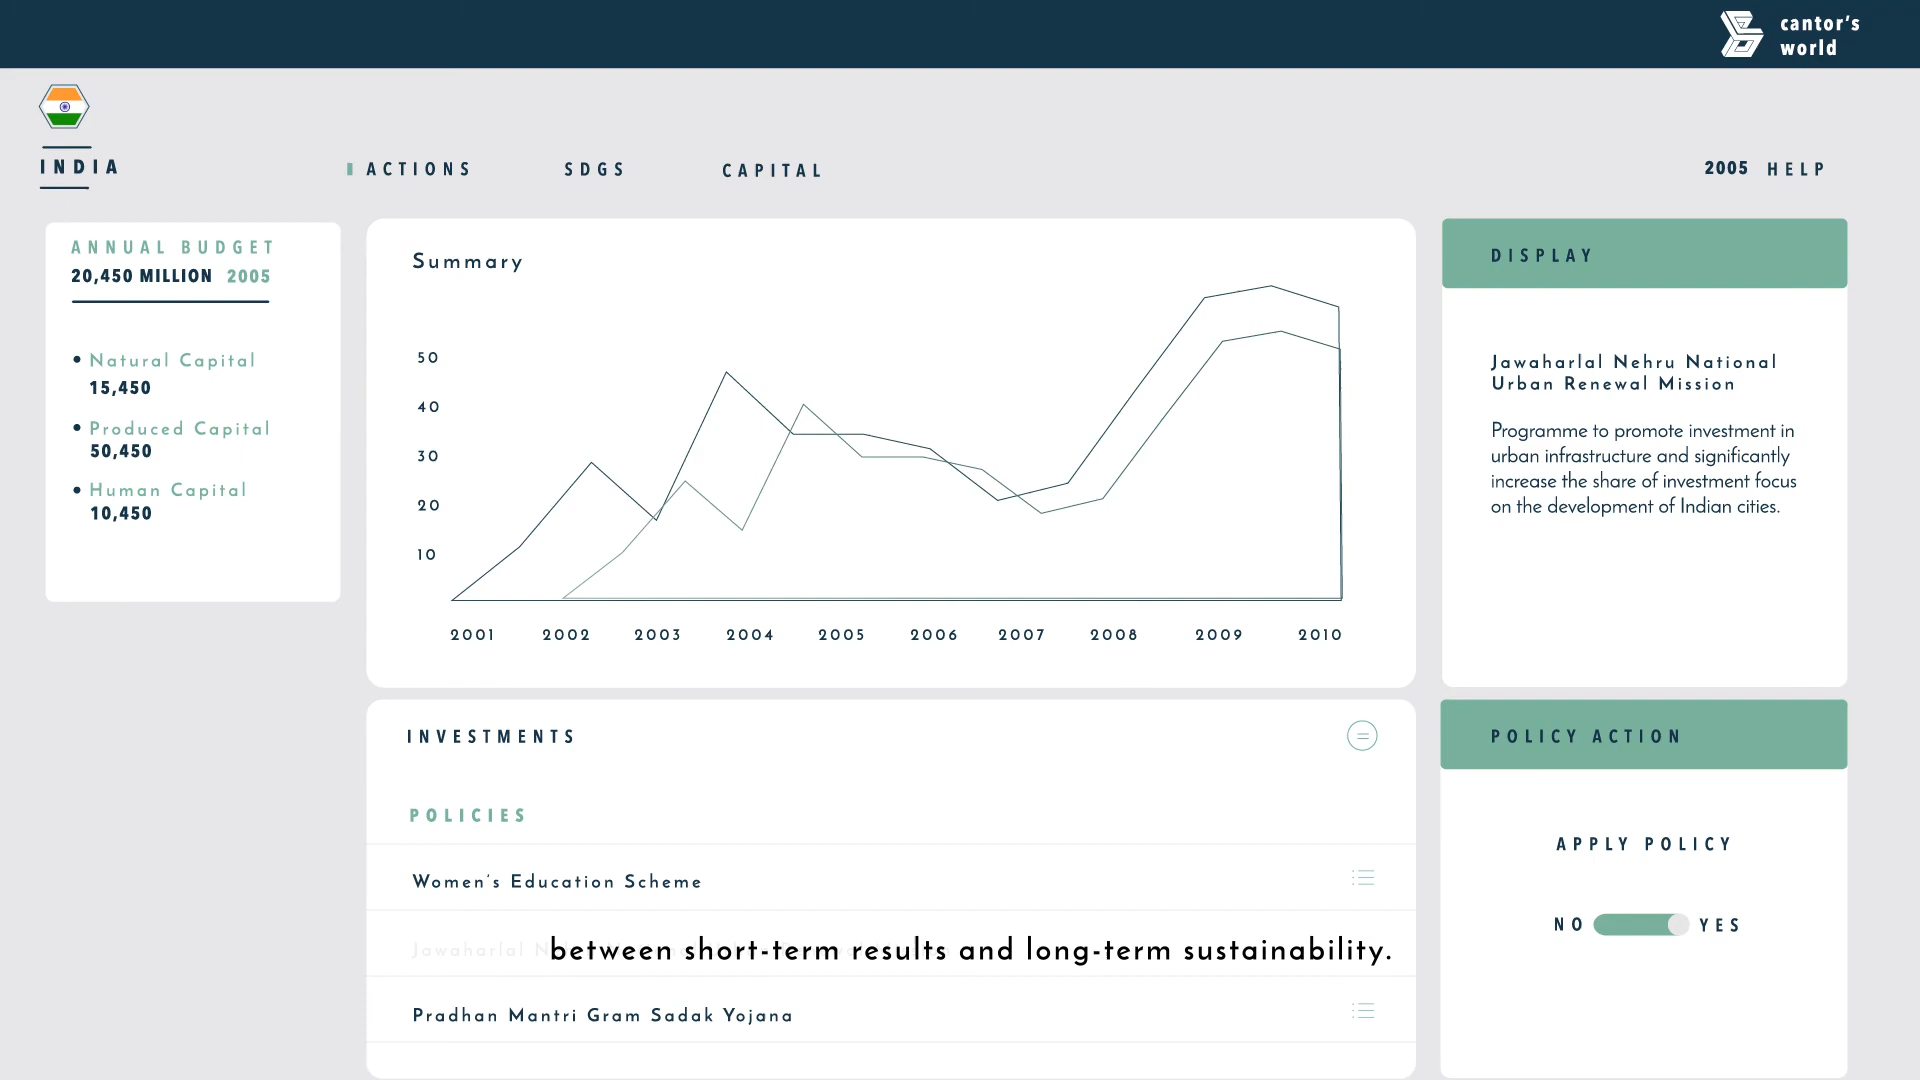 cantor's
world
INDIA
ACTIONS
SDGS
CAPITAL
2005 HELP
ANNUAL BUDGET
20,450 MILLION 2005
Natural Capital
15,450
Produced Capital
50,450
Human Capital
10,450
Summary
50
40
30
20
10
2001 2002 2003 2004 2005 2006 2007 2008 2009 2010
DISPLAY
Jawaharlal Nehru National
Urban Renewal Mission
Programme to promote investment in
urban infrastructure and significantly
increase the share of investment focus
on the development of Indian cities.
INVESTMENTS
POLICIES
Women's Education Scheme
Jawaharlal
between short-term results and long-term sustainability.
Pradhan Mantri Gram Sadak Yojana
POLICY ACTION
APPLY POLICY
NO YES